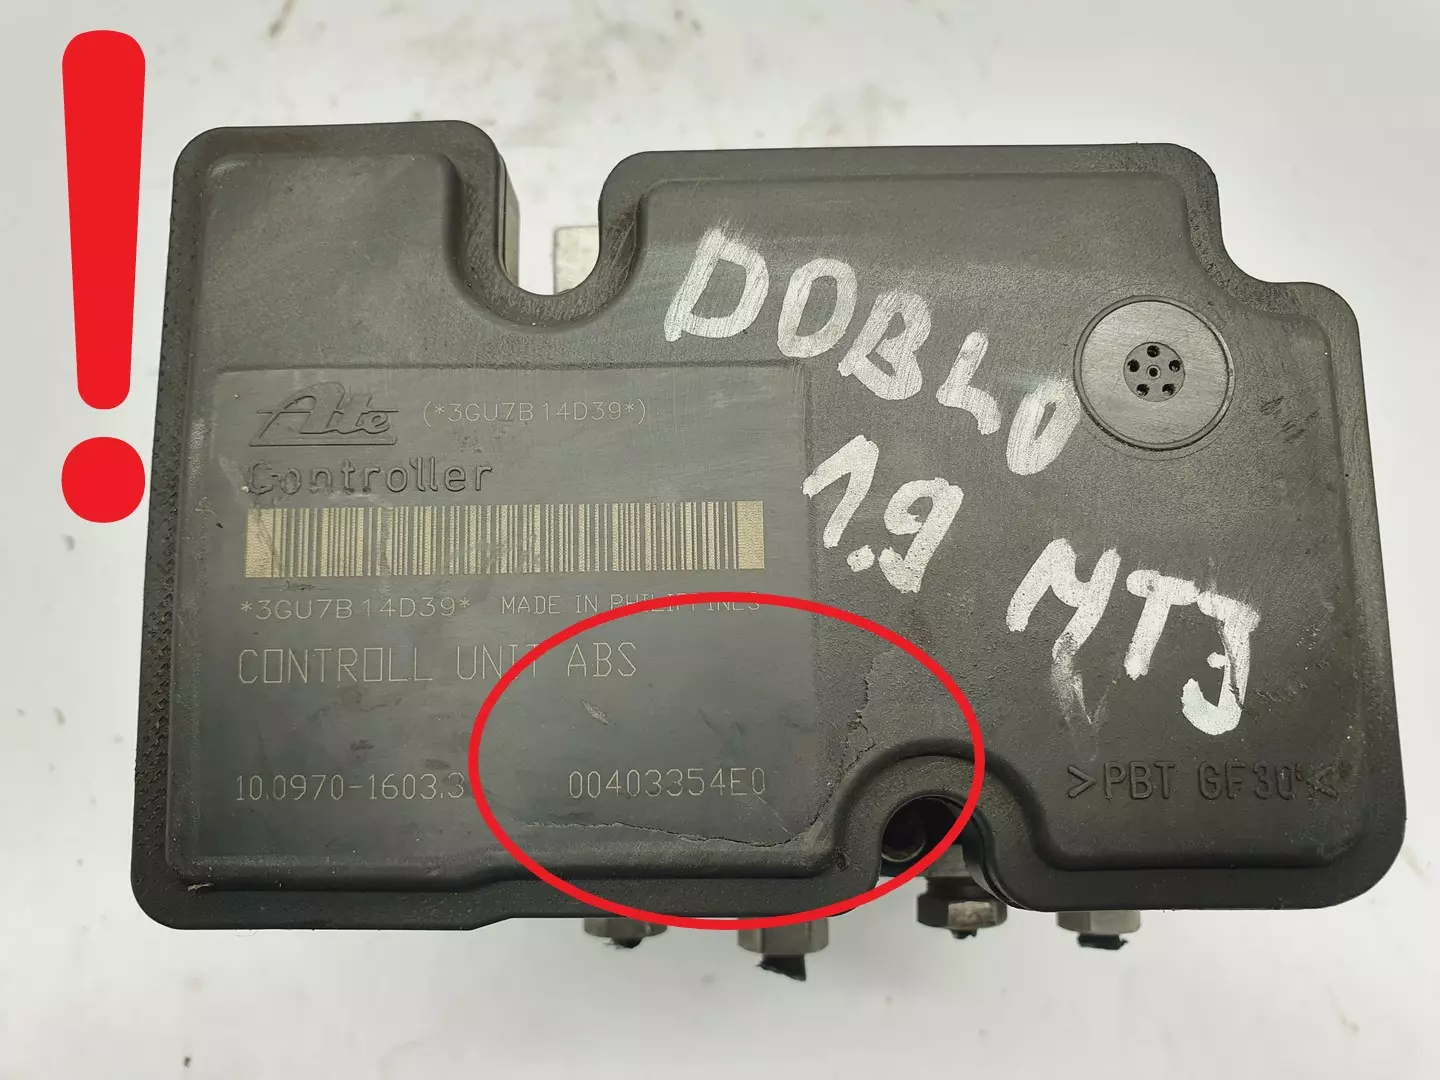 Ate (*3GU7B14D39*)
Controller
*3GU7B14D39* MADE IN PHILIPPINES
CONTROLL UNIT ABS
10.0970-1603.3 00403354E0
DOBLO
1.9 MTJ
>PBT GF30<
!